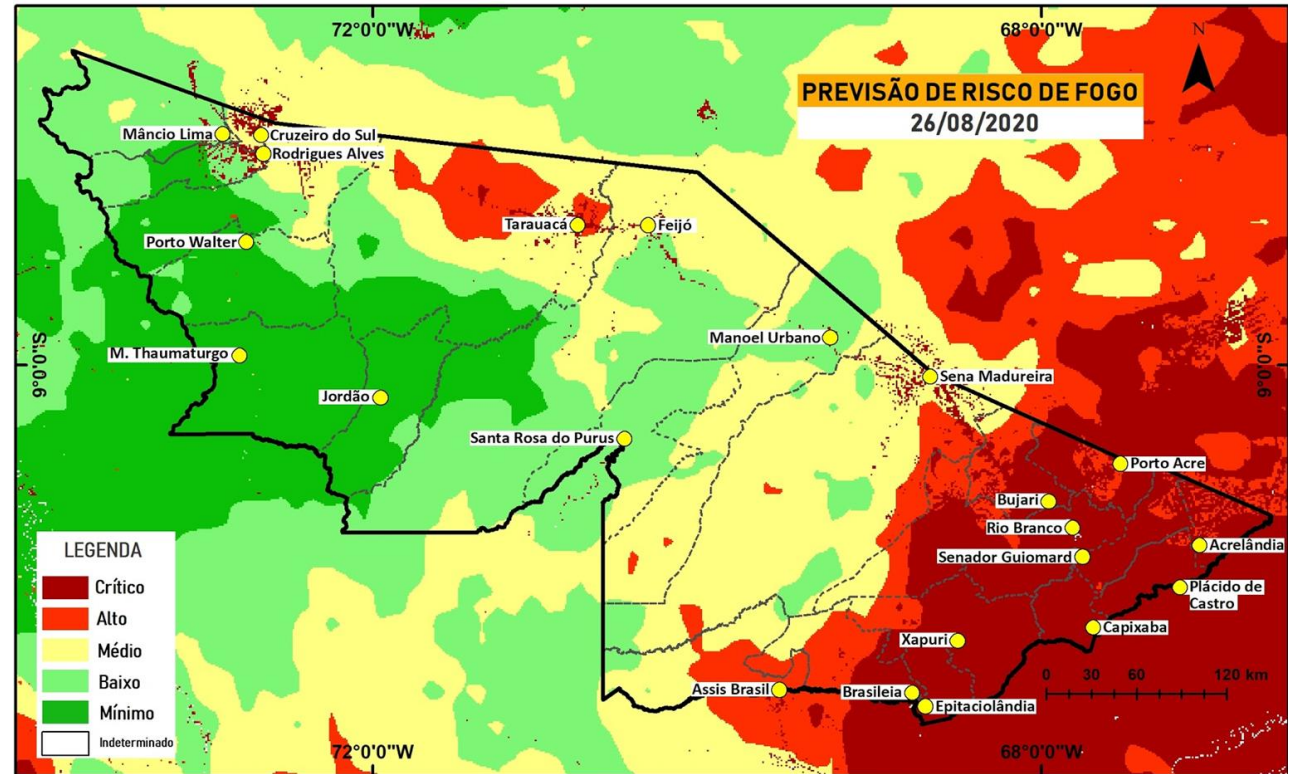 72°0'0"W
68°0'0"W
N
PREVISÃO DE RISCO DE FOGO
26/08/2020
Mâncio Lima
Cruzeiro do Sul
Rodrigues Alves
Tarauacá
Feijó
Porto Walter
Manoel Urbano
M. Thaumaturgo
9°0'0"S
9°0'0"S
Sena Madureira
Jordão
Santa Rosa do Purus
Porto Acre
Bujari
Rio Branco
Senador Guiomard
Acrelândia
Plácido de
Castro
Capixaba
Xapuri
Assis Brasil
Brasileia
Epitaciolândia
0 30 60 120 km
LEGENDA
Crítico
Alto
Médio
Baixo
Mínimo
Indeterminado
72°0'0"W
68°0'0"W